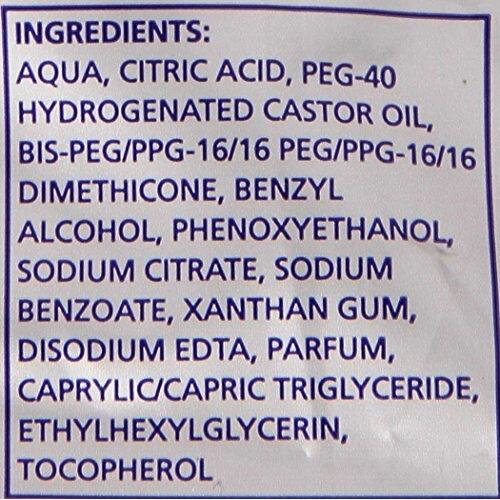 INGREDIENTS:
AQUA, CITRIC ACID, PEG-40
HYDROGENATED CASTOR OIL,
BIS-PEG/PPG-16/16 PEG/PPG-16/16
DIMETHICONE, BENZYL
ALCOHOL, PHENOXYETHANOL,
SODIUM CITRATE, SODIUM
BENZOATE, XANTHAN GUM,
DISODIUM EDTA, PARFUM,
CAPRYLIC/CAPRIC TRIGLYCERIDE,
ETHYLHEXYLGLYCERIN,
TOCOPHEROL